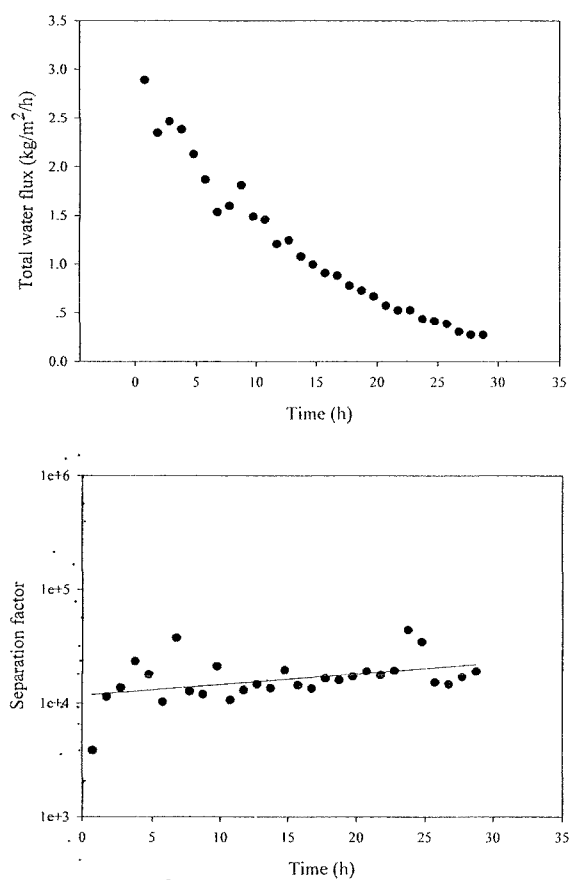 3.5
3.0
2.5
2.0
1.5
1.0
.5
0.0
Total water flux (kg/m²/h)
0 5 10 15 20 25 30 35
Time (h)
1e+6
1e+5
1e+4
1e+3
Separation factor
0 5 10 15 20 25 30 35
Time (h)